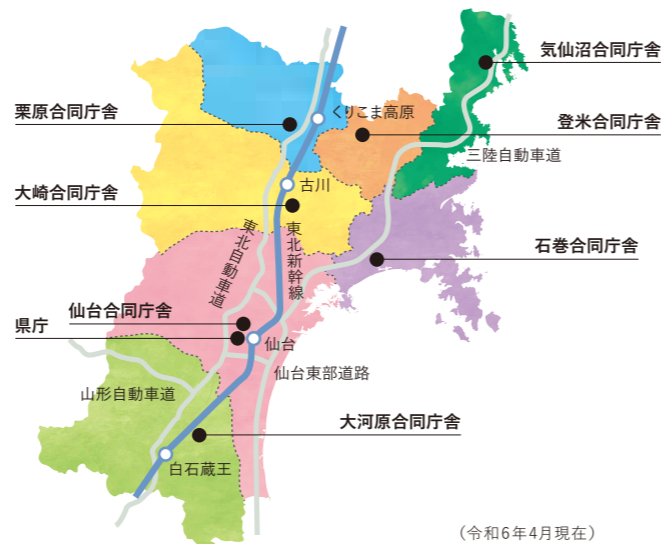 気仙沼合同庁舎
栗原合同庁舎
くりこま高原
登米合同庁舎
三陸自動車道
大崎合同庁舎
古川
東北自動車道
東北新幹線
石巻合同庁舎
仙台合同庁舎
県庁
仙台
仙台東部道路
山形自動車道
大河原合同庁舎
白石蔵王
(令和6年4月現在)